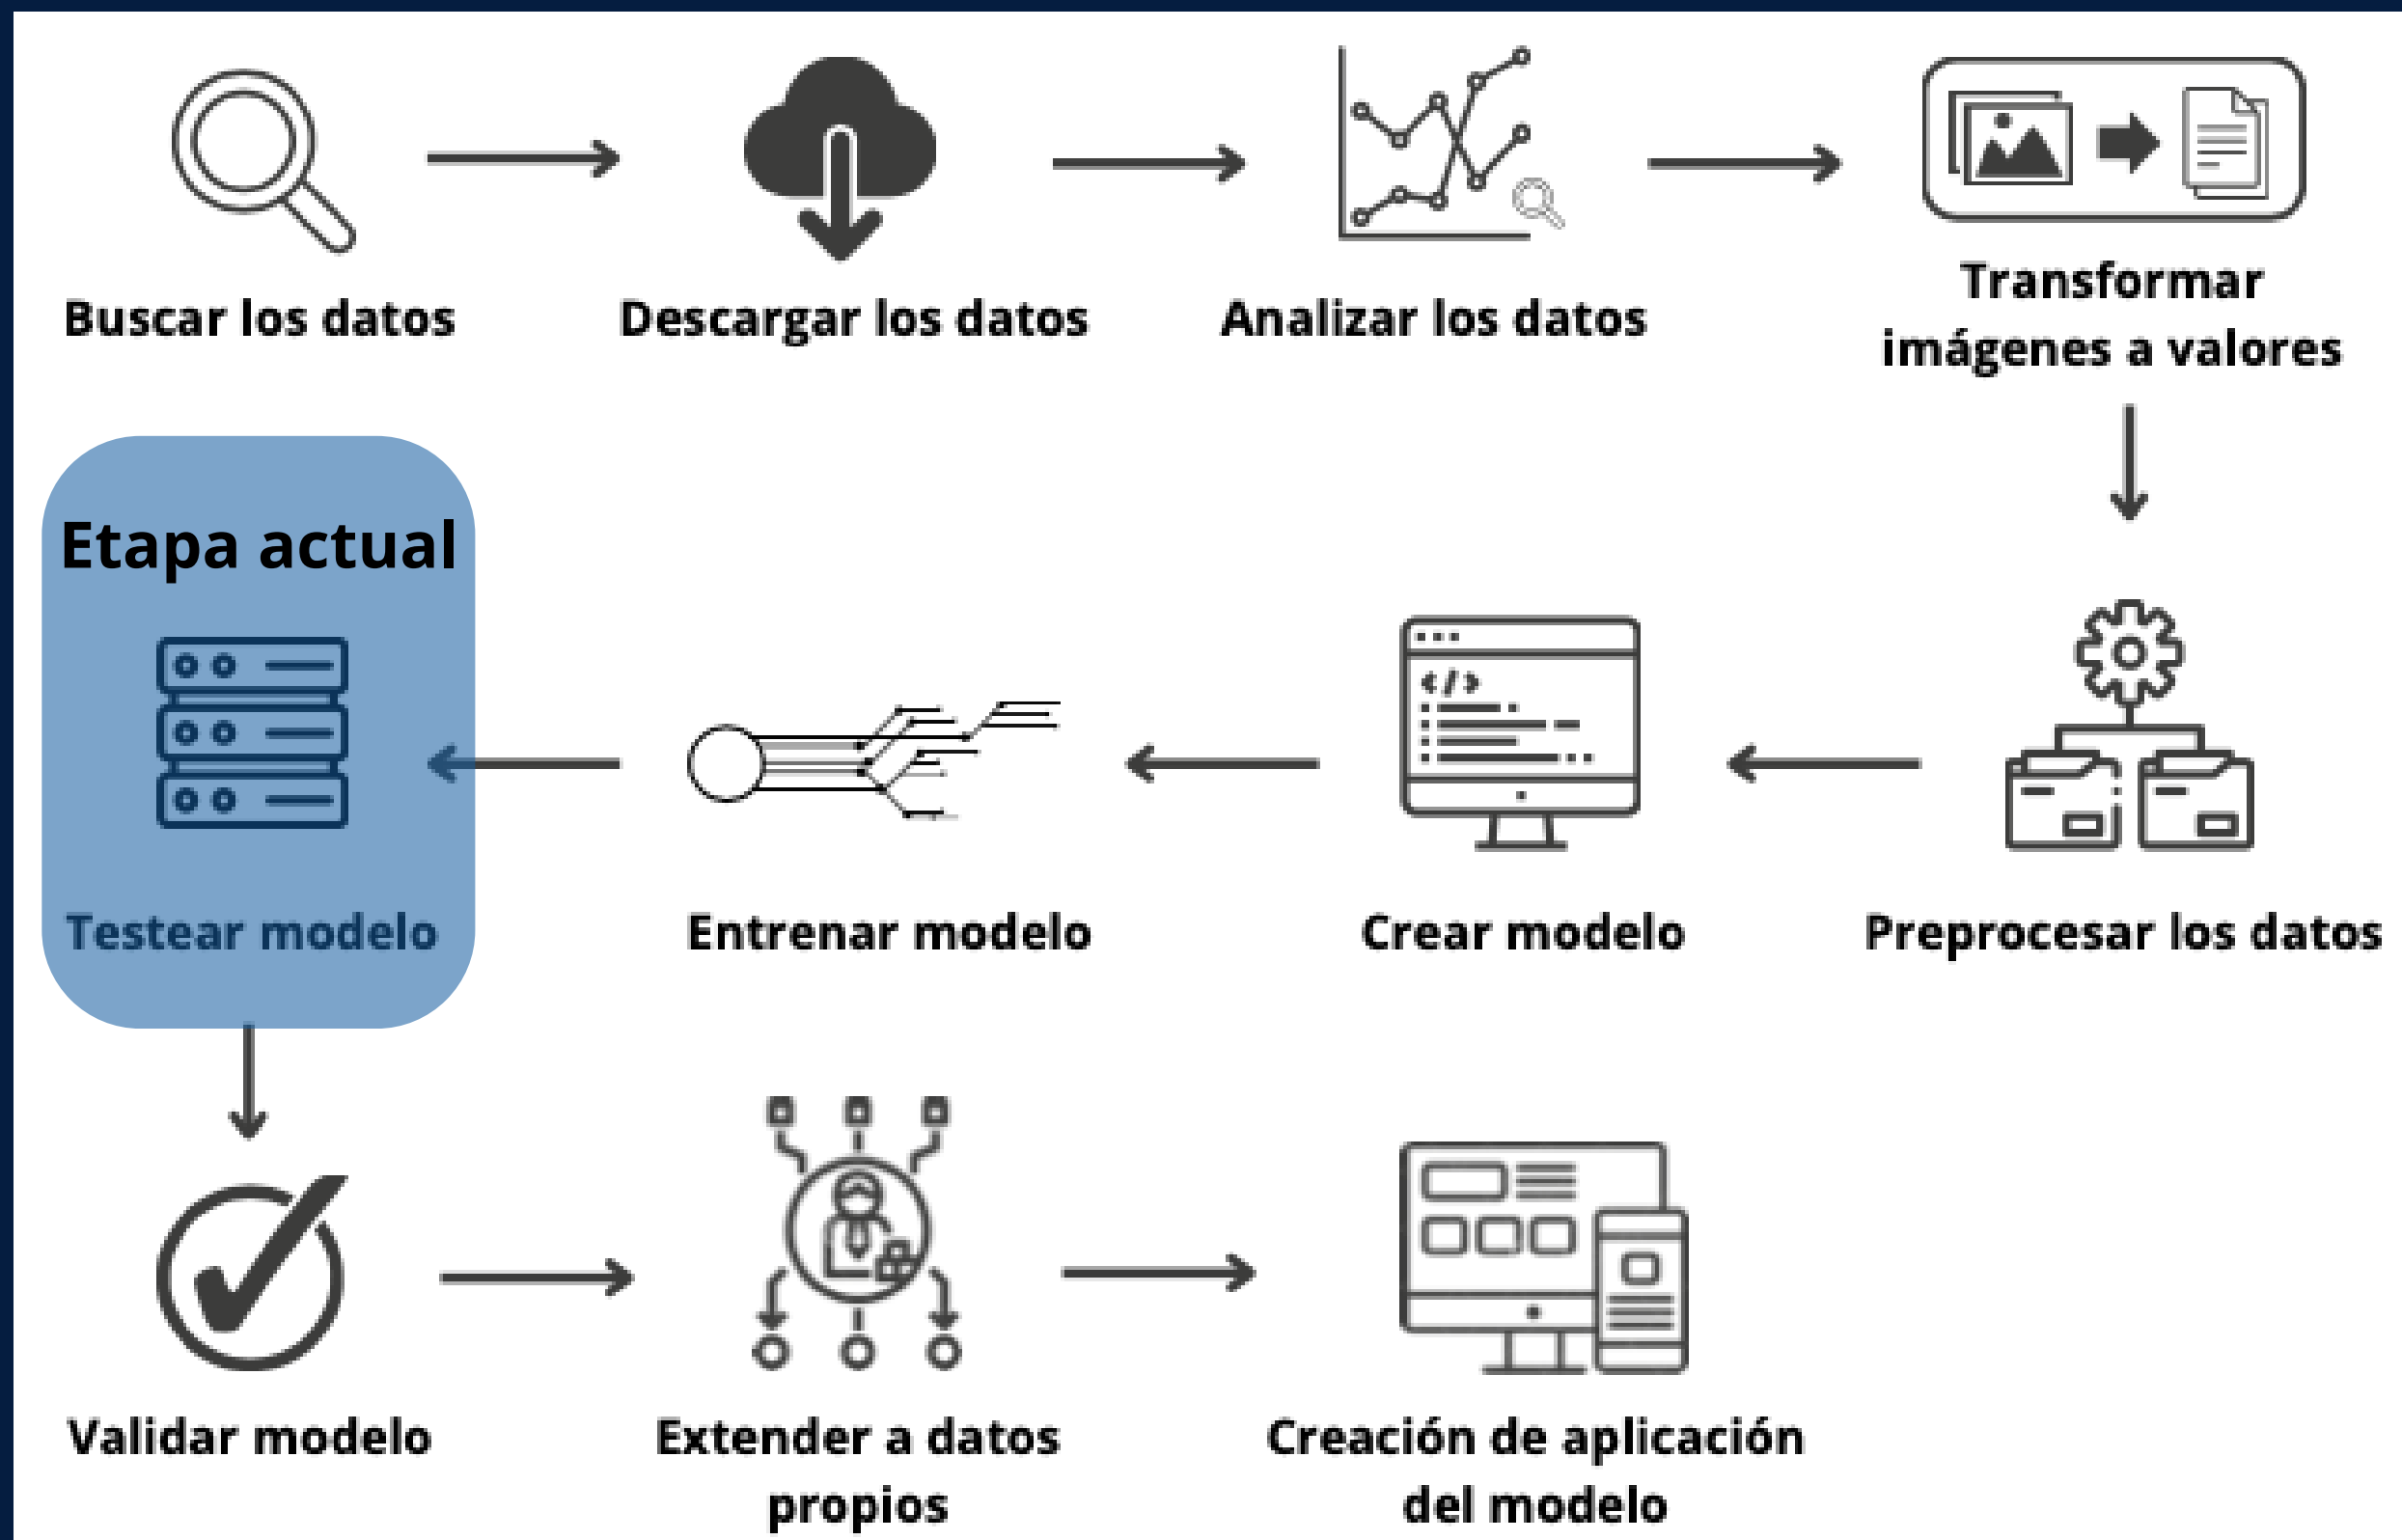 Buscar los datos
Descargar los datos
Analizar los datos
Transformar
imágenes a valores
Etapa actual
Testear modelo
Entrenar modelo
Crear modelo
Preprocesar los datos
Validar modelo
Extender a datos
propios
Creación de aplicación
del modelo